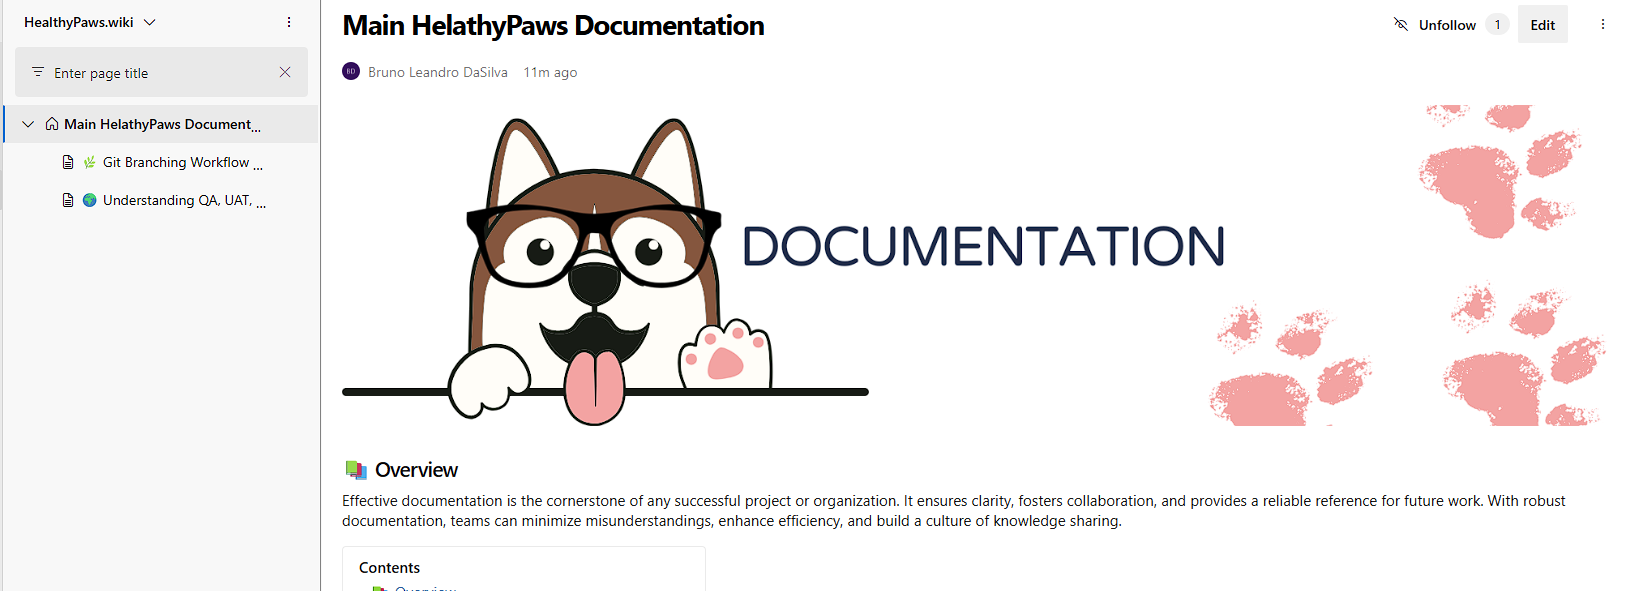 HealthyPaws.wiki
Enter page title
Main HelathyPaws Document...
Git Branching Workflow ...
Understanding QA, UAT, ...
Main HelathyPaws Documentation
Unfollow 1 Edit
BD Bruno Leandro DaSilva 11m ago
DOCUMENTATION
Overview
Effective documentation is the cornerstone of any successful project or organization. It ensures clarity, fosters collaboration, and provides a reliable reference for future work. With robust
documentation, teams can minimize misunderstandings, enhance efficiency, and build a culture of knowledge sharing.
Contents
Overview